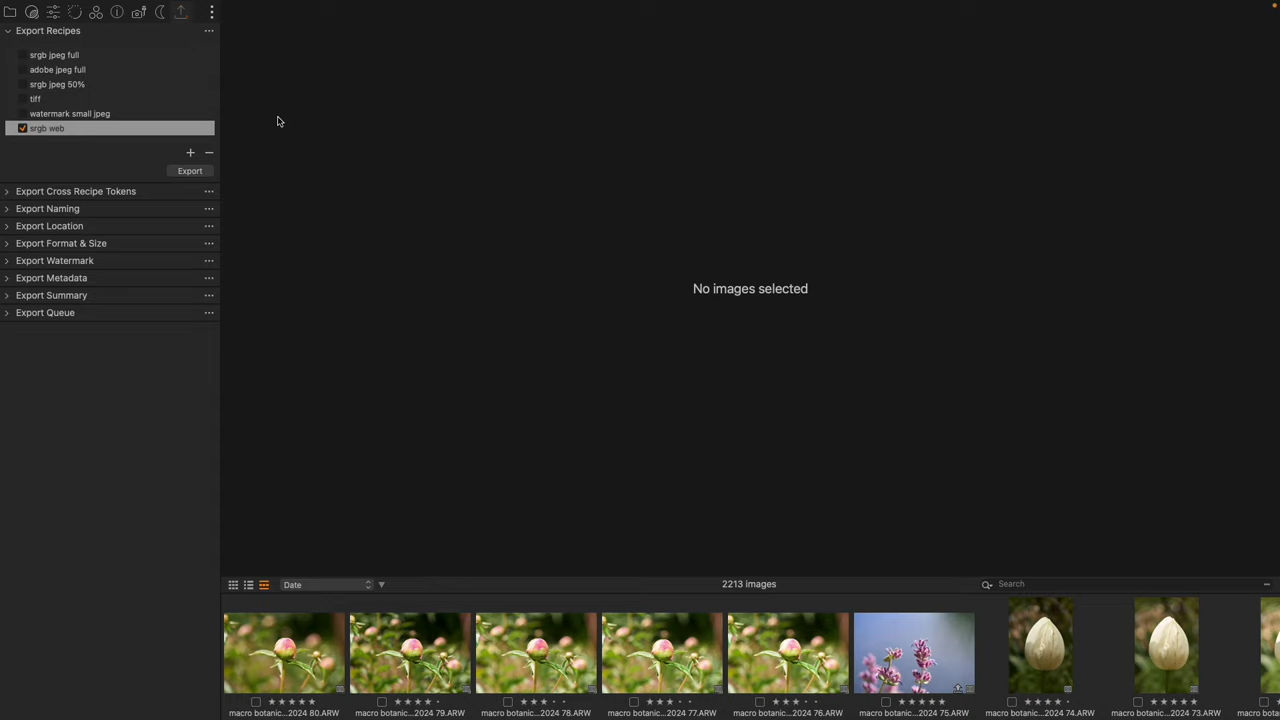 Export Recipes
srgb jpeg full
adobe jpeg full
srgb jpeg 50%
tiff
watermark small jpeg
srgb web
Export
Export Cross Recipe Tokens
Export Naming
Export Location
Export Format & Size
Export Watermark
Export Metadata
Export Summary
Export Queue
No images selected
Date
2213 images
Search
macro botanic...2024 80.ARW
macro botanic...2024 79.ARW
macro botanic...2024 78.ARW
macro botanic...2024 77.ARW
macro botanic...2024 76.ARW
macro botanic...2024 75.ARW
macro botanic...2024 74.ARW
macro botanic...2024 73.ARW
macro bot